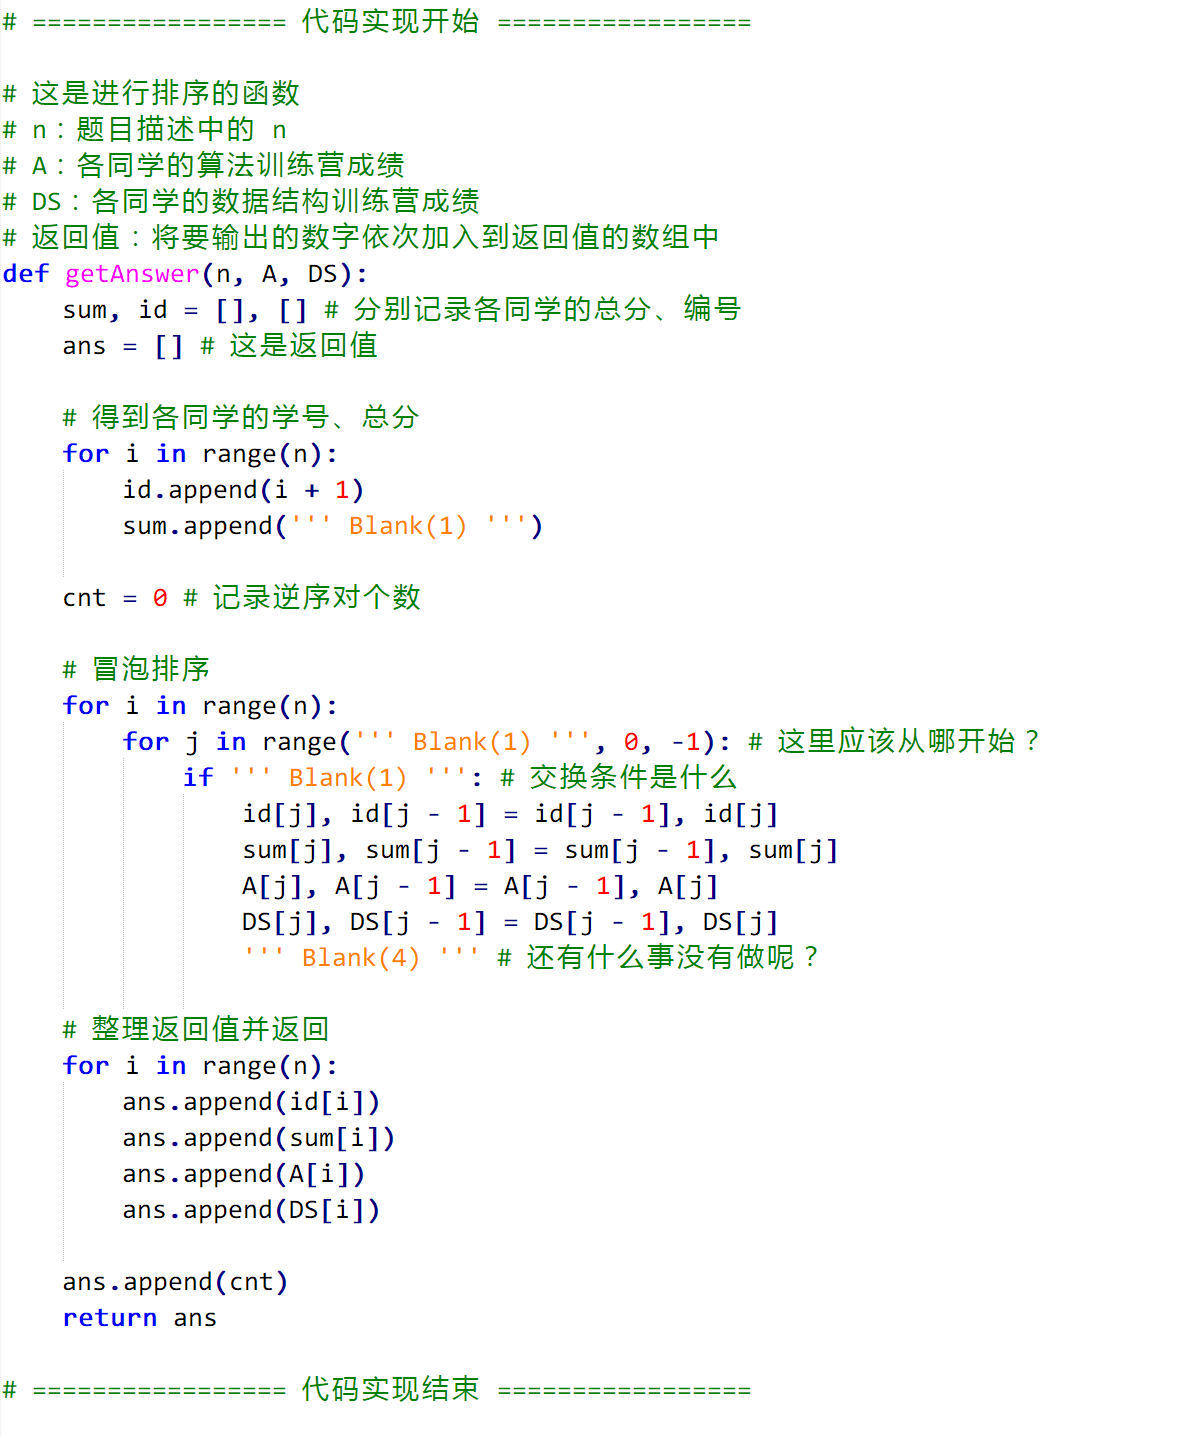 # ================= 代码实现开始 =================
# 这是进行排序的函数
# n：题目描述中的 n
# A：各同学的算法训练营成绩
# DS：各同学的数据结构训练营成绩
# 返回值：将要输出的数字依次加入到返回值的数组中
def getAnswer(n, A, DS):
    sum, id = [], [] # 分别记录各同学的总分、编号
    ans = [] # 这是返回值
    # 得到各同学的学号、总分
    for i in range(n):
        id.append(i + 1)
        sum.append(''' Blank(1) ''')
    cnt = 0 # 记录逆序对个数
    # 冒泡排序
    for i in range(n):
        for j in range(''' Blank(1) ''', 0, -1): # 这里应该从哪开始？
            if ''' Blank(1) ''': # 交换条件是什么
                id[j], id[j - 1] = id[j - 1], id[j]
                sum[j], sum[j - 1] = sum[j - 1], sum[j]
                A[j], A[j - 1] = A[j - 1], A[j]
                DS[j], DS[j - 1] = DS[j - 1], DS[j]
                ''' Blank(4) ''' # 还有什么事没有做呢？
    # 整理返回值并返回
    for i in range(n):
        ans.append(id[i])
        ans.append(sum[i])
        ans.append(A[i])
        ans.append(DS[i])
    ans.append(cnt)
    return ans
# ================= 代码实现结束 =================